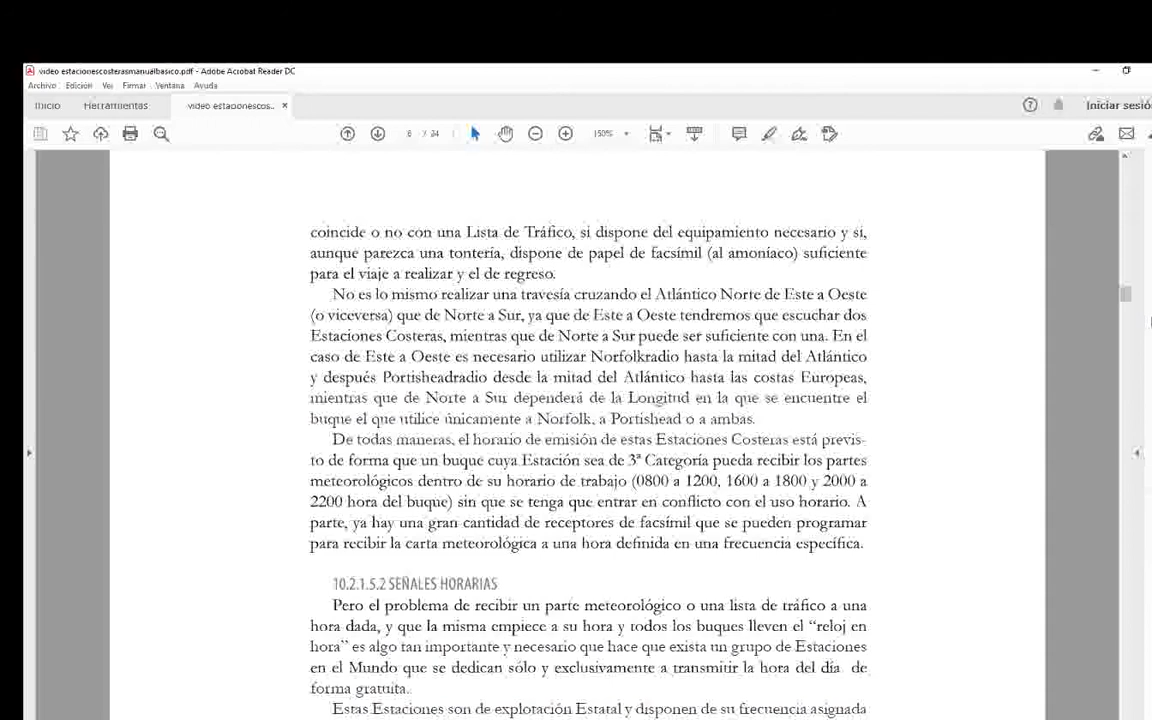 video estacionescosterasmanualbasico.pdf - Adobe Acrobat Reader DC
Archivo Edición Ver Firmar Ventana Ayuda
Inicio Herramientas video estacionescos... × Iniciar sesió
6 / 24 150%
coincide o no con una Lista de Tráfico, si dispone del equipamiento necesario y si,
aunque parezca una tontería, dispone de papel de facsímil (al amoníaco) suficiente
para el viaje a realizar y el de regreso.
No es lo mismo realizar una travesía cruzando el Atlántico Norte de Este a Oeste
(o viceversa) que de Norte a Sur, ya que de Este a Oeste tendremos que escuchar dos
Estaciones Costeras, mientras que de Norte a Sur puede ser suficiente con una. En el
caso de Este a Oeste es necesario utilizar Norfolkradio hasta la mitad del Atlántico
y después Portisheadradio desde la mitad del Atlántico hasta las costas Europeas,
mientras que de Norte a Sur dependerá de la Longitud en la que se encuentre el
buque el que utilice únicamente a Norfolk, a Portishead o a ambas.
De todas maneras, el horario de emisión de estas Estaciones Costeras está previs-
to de forma que un buque cuya Estación sea de 3ª Categoría pueda recibir los partes
meteorológicos dentro de su horario de trabajo (0800 a 1200, 1600 a 1800 y 2000 a
2200 hora del buque) sin que se tenga que entrar en conflicto con el uso horario. A
parte, ya hay una gran cantidad de receptores de facsímil que se pueden programar
para recibir la carta meteorológica a una hora definida en una frecuencia específica.
10.2.1.5.2 SEÑALES HORARIAS
Pero el problema de recibir un parte meteorológico o una lista de tráfico a una
hora dada, y que la misma empiece a su hora y todos los buques lleven el “reloj en
hora” es algo tan importante y necesario que hace que exista un grupo de Estaciones
en el Mundo que se dedican sólo y exclusivamente a transmitir la hora del día de
forma gratuita.
Estas Estaciones son de explotación Estatal y disponen de su frecuencia asignada